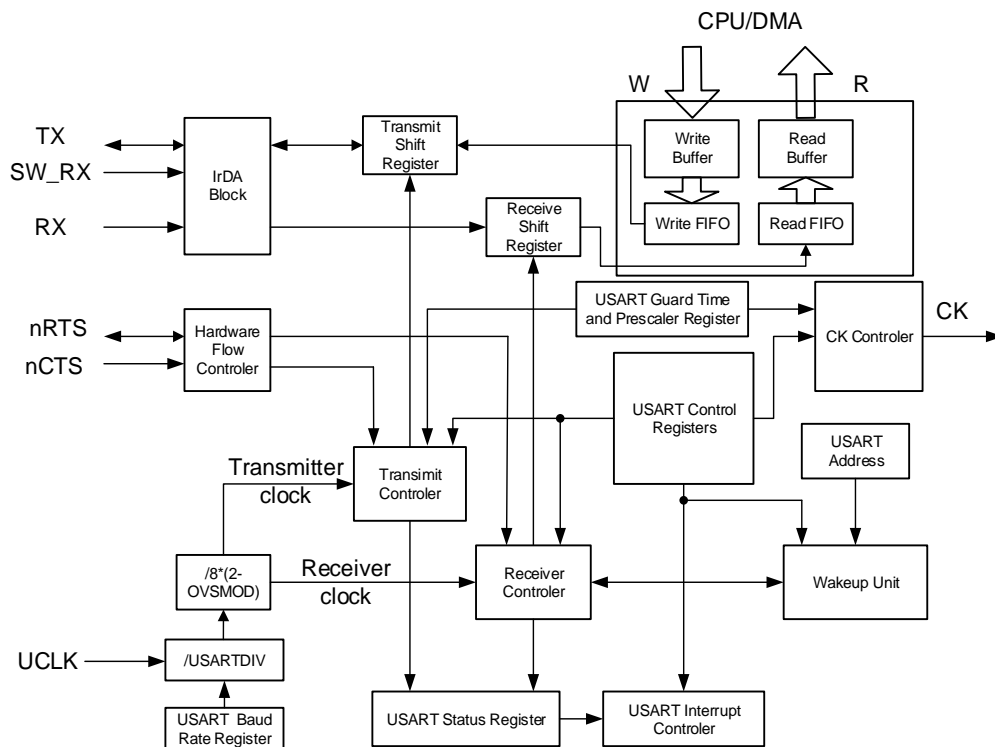 CPU/DMA
W
R
TX
SW_RX
RX
IrDA
Block
Transmit
Shift
Register
Write
Buffer
Read
Buffer
Receive
Shift
Register
Write FIFO
Read FIFO
nRTS
nCTS
Hardware
Flow
Controler
USART Guard Time
and Prescaler Register
CK Controler
CK
USART Control
Registers
USART
Address
Transmitter
clock
Transimit
Controler
/8*(2-
OVSMOD)
Receiver
clock
Receiver
Controler
Wakeup Unit
UCLK
/USARTDIV
USART Baud
Rate Register
USART Status Register
USART Interrupt
Controler